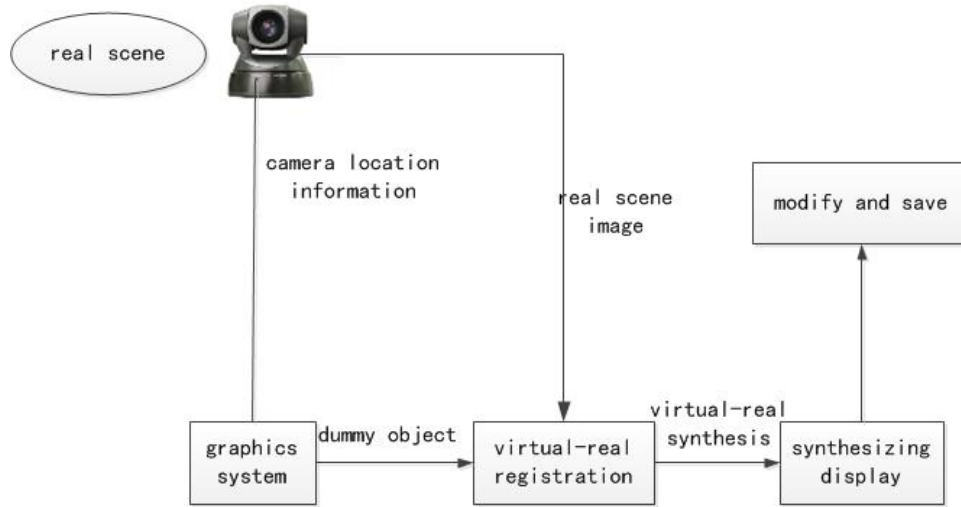 real scene
camera location
information
real scene
image
modify and save
graphics
system
dummy object
virtual-real
registration
virtual-real
synthesis
synthesizing
display